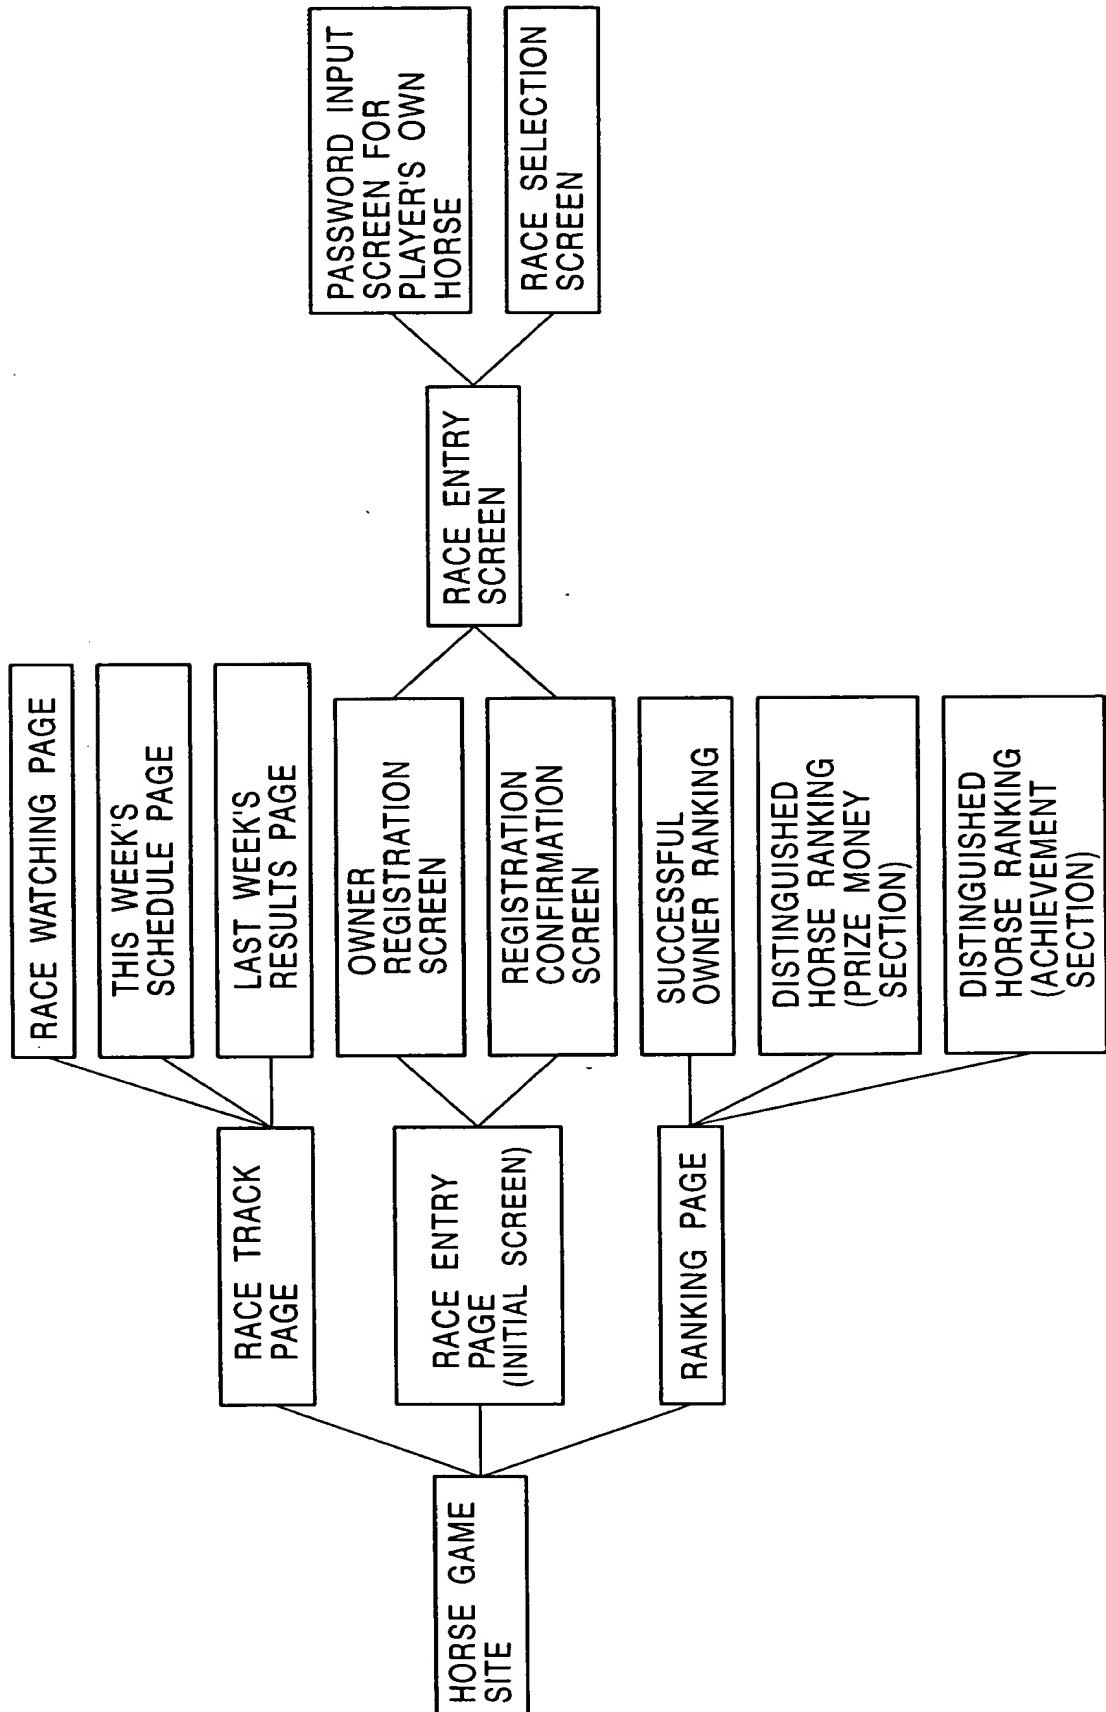 HORSE GAME
SITE
RACE TRACK
PAGE
RACE ENTRY
PAGE
(INITIAL SCREEN)
RANKING PAGE
RACE WATCHING PAGE
THIS WEEK'S
SCHEDULE PAGE
LAST WEEK'S
RESULTS PAGE
OWNER
REGISTRATION
SCREEN
REGISTRATION
CONFIRMATION
SCREEN
SUCCESSFUL
OWNER RANKING
DISTINGUISHED
HORSE RANKING
(PRIZE MONEY
SECTION)
DISTINGUISHED
HORSE RANKING
(ACHIEVEMENT
SECTION)
RACE ENTRY
SCREEN
PASSWORD INPUT
SCREEN FOR
PLAYER'S OWN
HORSE
RACE SELECTION
SCREEN